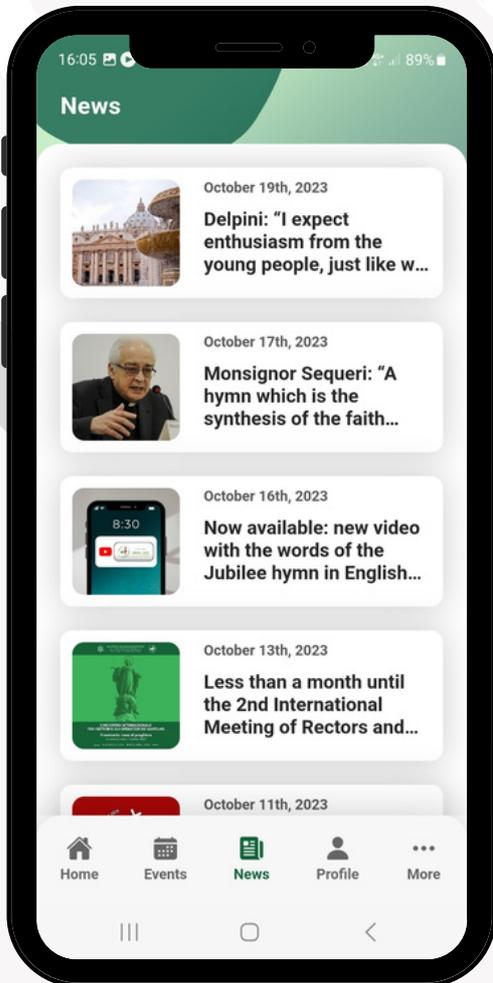 16:05
89%
News
October 19th, 2023
Delpini: “I expect
enthusiasm from the
young people, just like w...
October 17th, 2023
Monsignor Sequeri: “A
hymn which is the
synthesis of the faith...
October 16th, 2023
8:30
Now available: new video
with the words of the
Jubilee hymn in English...
October 13th, 2023
Less than a month until
the 2nd International
Meeting of Rectors and...
October 11th, 2023
Home
Events
News
Profile
More